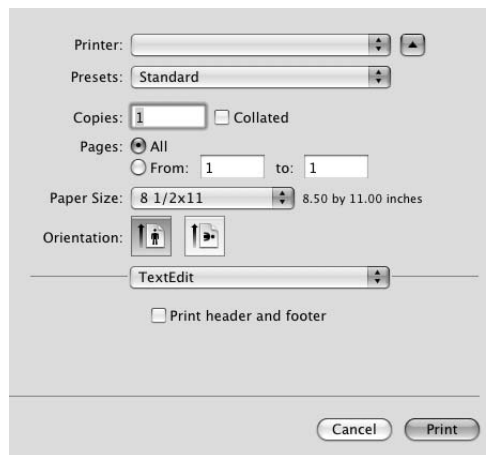 Printer:
Presets: Standard
Copies: 1 Collated
Pages: All
From: 1 to: 1
Paper Size: 8 1/2x11 8.50 by 11.00 inches
Orientation:
TextEdit
Print header and footer
Cancel Print